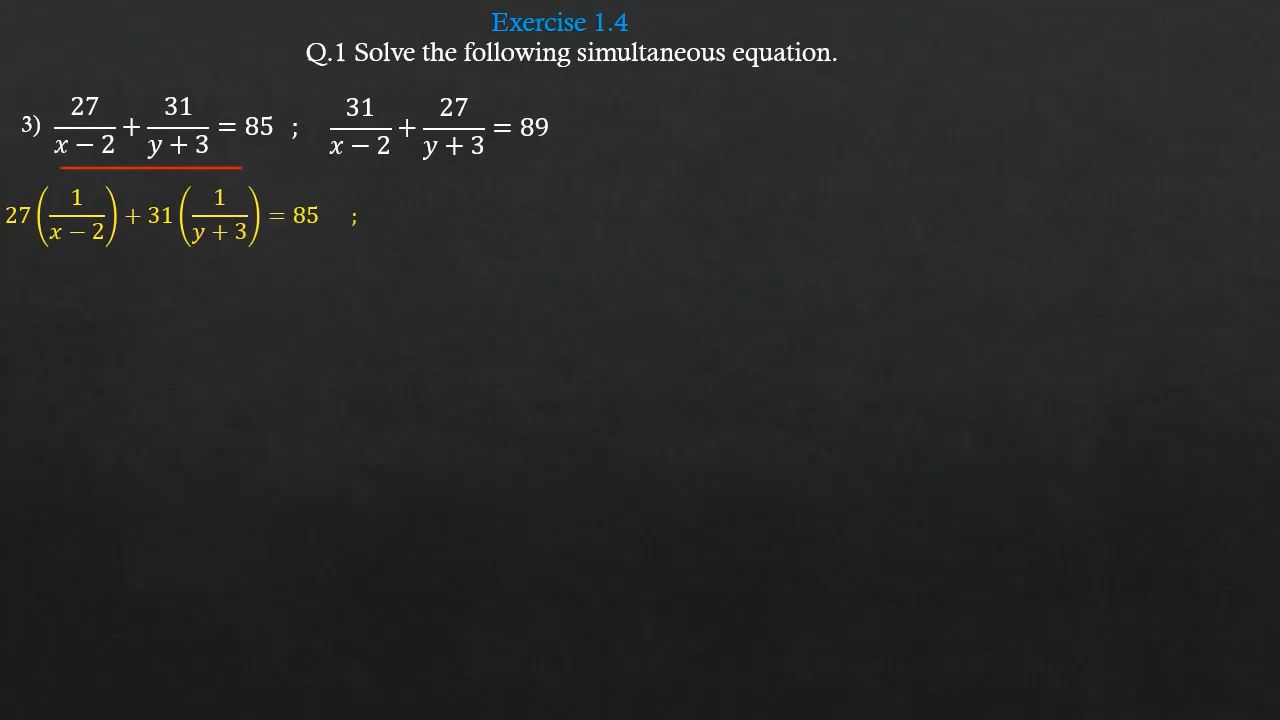 Exercise 1.4
Q.1 Solve the following simultaneous equation.
3) 27/(x − 2) + 31/(y + 3) = 85 ; 31/(x − 2) + 27/(y + 3) = 89
27(1/(x − 2)) + 31(1/(y + 3)) = 85 ;